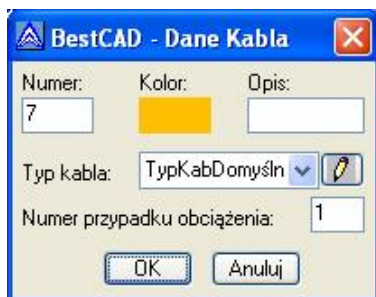 BestCAD - Dane Kabla
Numer: Kolor: Opis:
7
Typ kabla: TypKabDomyśln
Numer przypadku obciążenia: 1
OK Anuluj